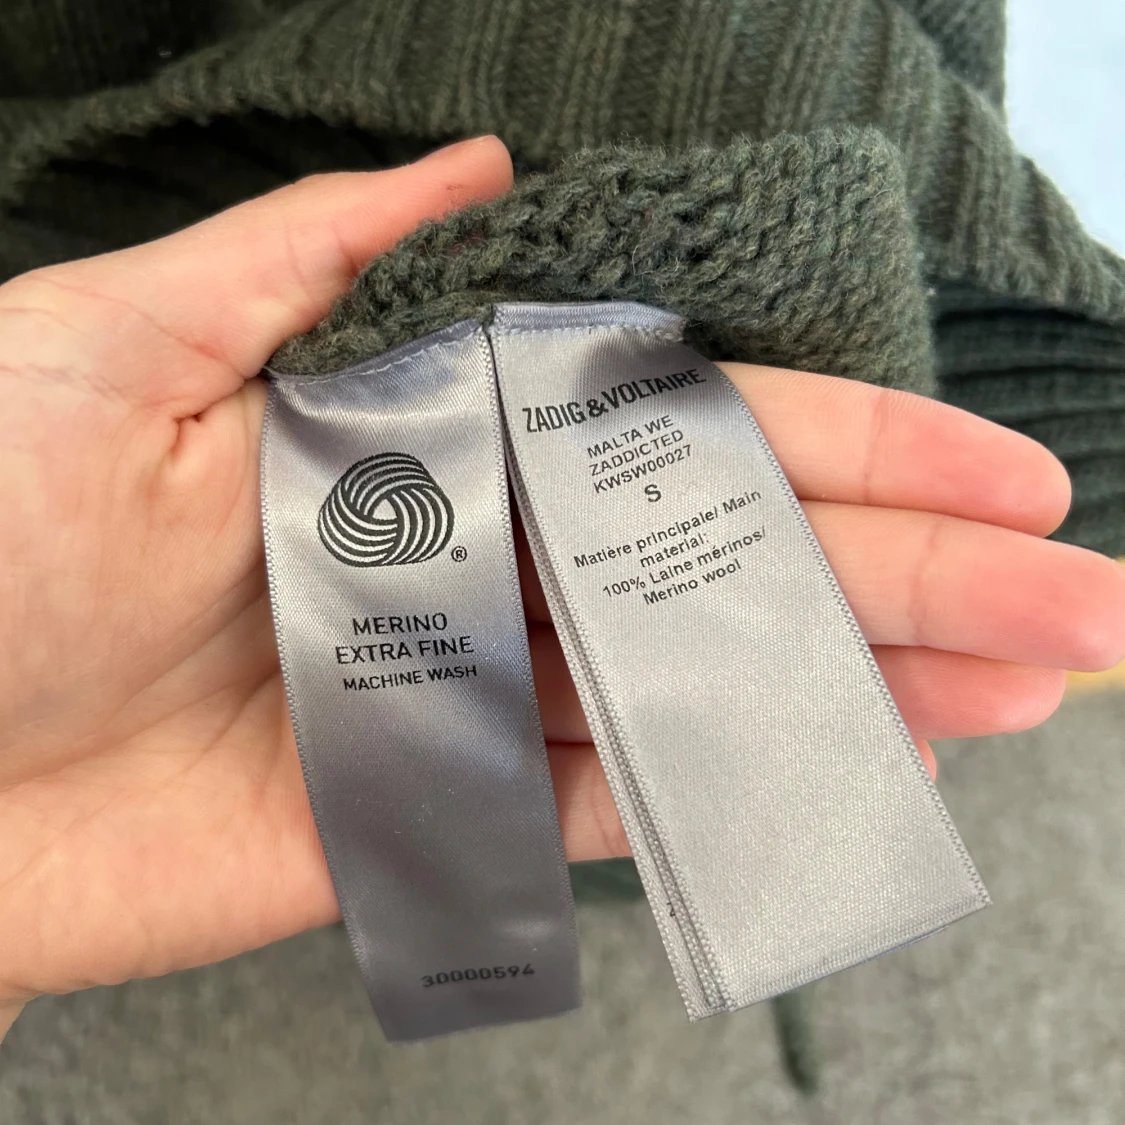 ®
MERINO
EXTRA FINE
MACHINE WASH
30000594
ZADIG&VOLTAIRE
MALTA WE
ZADDICTED
KWSW00027
S
Matière principale/ Main
material:
100% Laine mérinos/
Merino wool